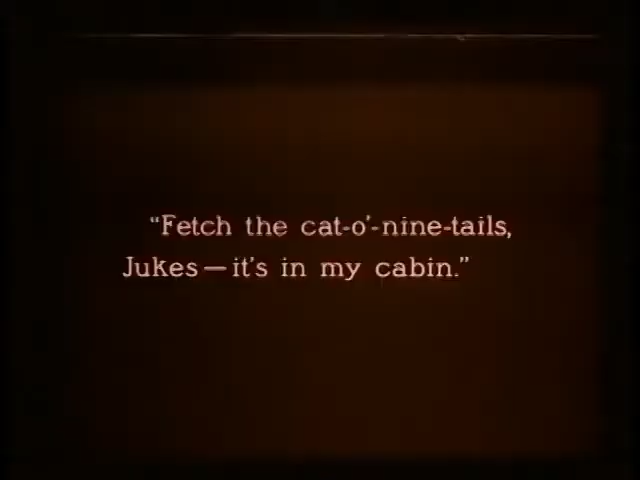 “Fetch the cat-o’-nine-tails,
Jukes—it’s in my cabin.”